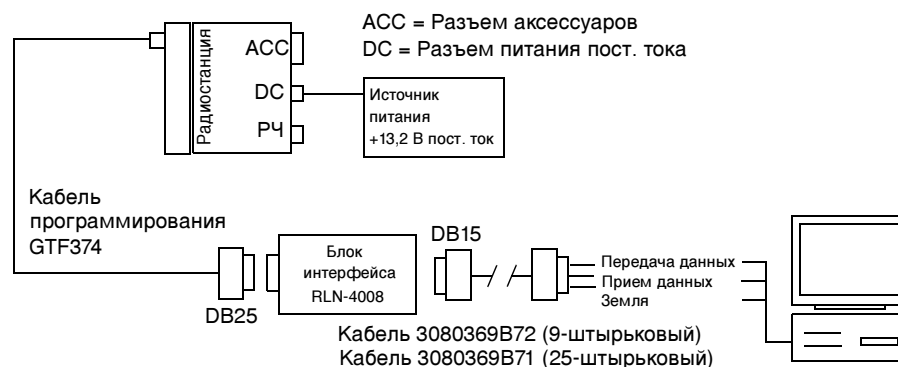 ACC = Разъем аксессуаров
DC = Разъем питания пост. тока
Радиостанция
ACC
DC
РЧ
Источник
питания
+13,2 В пост. ток
Кабель
программирования
GTF374
DB25
Блок
интерфейса
RLN-4008
DB15
Передача данных
Прием данных
Земля
Кабель 3080369B72 (9-штырьковый)
Кабель 3080369B71 (25-штырьковый)